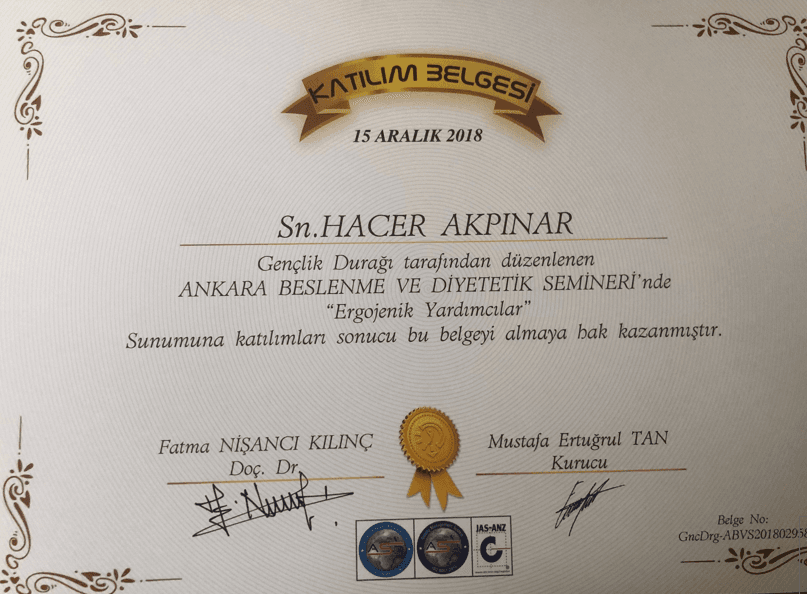 KATILIM BELGESİ
15 ARALIK 2018
Sn.HACER AKPINAR
Gençlik Durağı tarafından düzenlenen
ANKARA BESLENME VE DİYETETİK SEMİNERİ'nde
“Ergojenik Yardımcılar”
Sunumuna katılımları sonucu bu belgeyi almaya hak kazanmıştır.
Fatma NİŞANCI KILINÇ
Doç. Dr.
Mustafa Ertuğrul TAN
Kurucu
JAS-ANZ
Belge No:
GncDrg-ABVS201802958